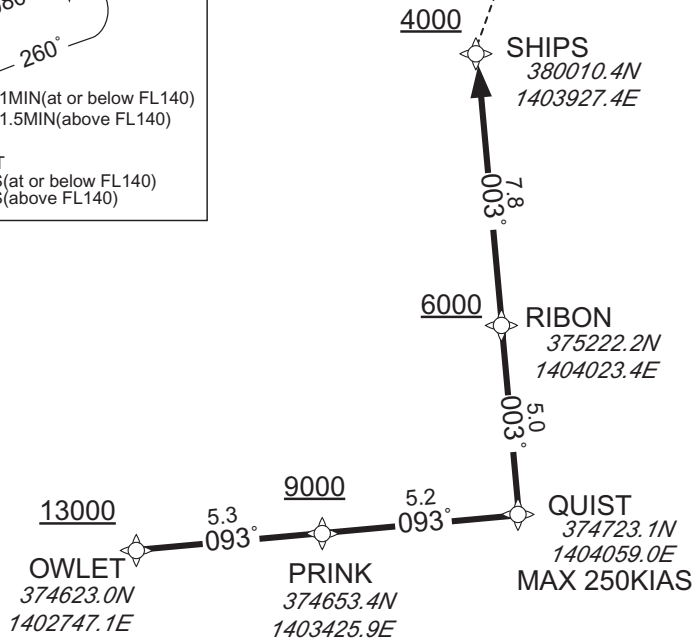 260°
1MIN(at or below FL140)
1.5MIN(above FL140)
(at or below FL140)
(above FL140)
4000
SHIPS
380010.4N
1403927.4E
7.8
003°
6000
RIBON
375222.2N
1404023.4E
5.0
003°
13000
5.3
093°
9000
5.2
093°
QUIST
374723.1N
1404059.0E
MAX 250KIAS
OWLET
374623.0N
1402747.1E
PRINK
374653.4N
1403425.9E